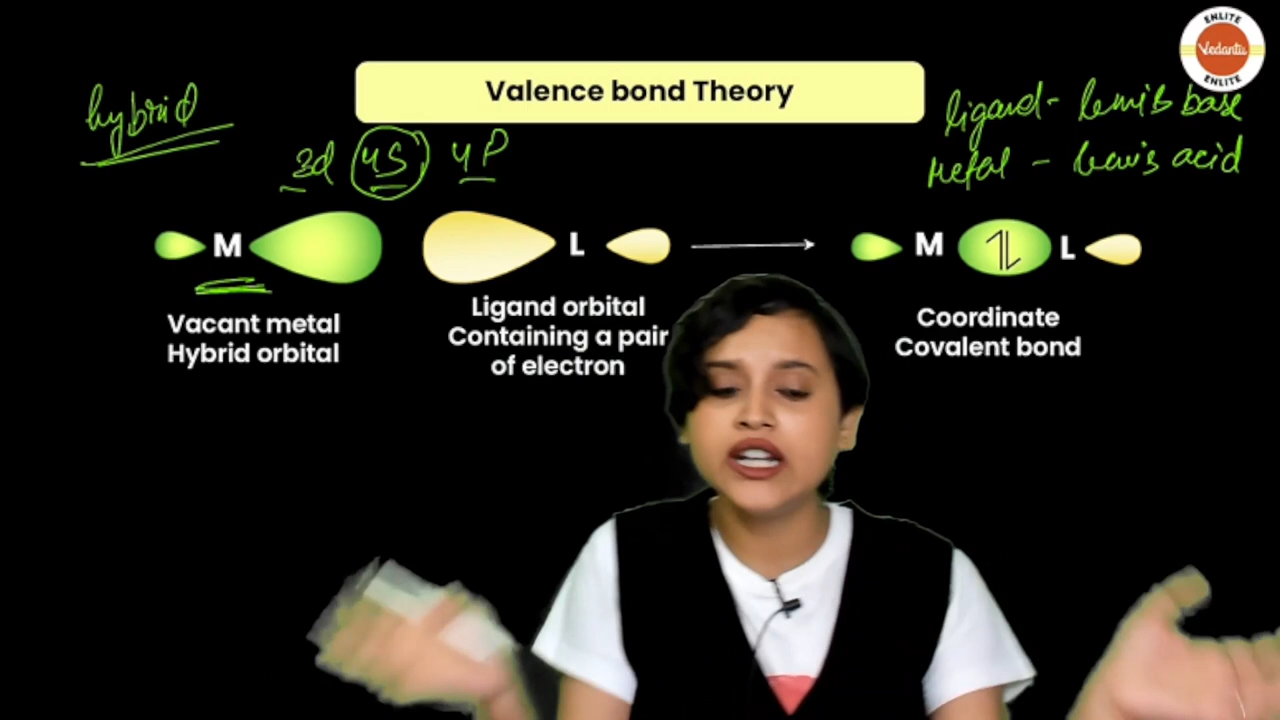 ENLITE
Vedantu
ENLITE
Valence bond Theory
hybrid
3d 4S 4P
ligand - lewis base
Metal - lewis acid
M
L
M
L
Vacant metal
Hybrid orbital
Ligand orbital
Containing a pair
of electron
Coordinate
Covalent bond